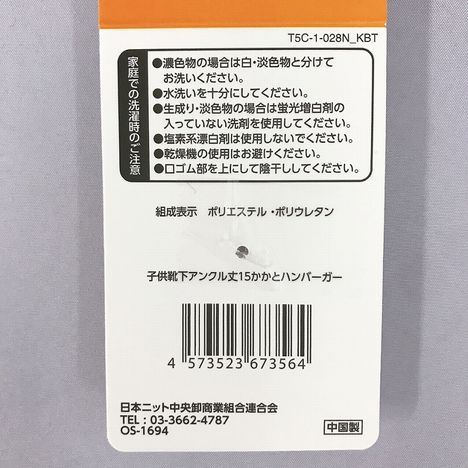 T5C-1-028N_KBT
家庭での洗濯時のご注意
●濃色物の場合は白・淡色物と分けて
お洗いください。
●水洗いを十分にしてください。
●生成り・淡色物の場合は蛍光増白剤の
入っていない洗剤を使用してください。
●塩素系漂白剤は使用しないでください。
●乾燥機の使用はお避けください。
●口ゴム部を上にして陰干ししてください。
組成表示 ポリエステル・ポリウレタン
子供靴下アンクル丈15かかとハンバーガー
4 573523 673564
日本ニット中央卸商業組合連合会
TEL : 03-3662-4787
OS-1694
中国製